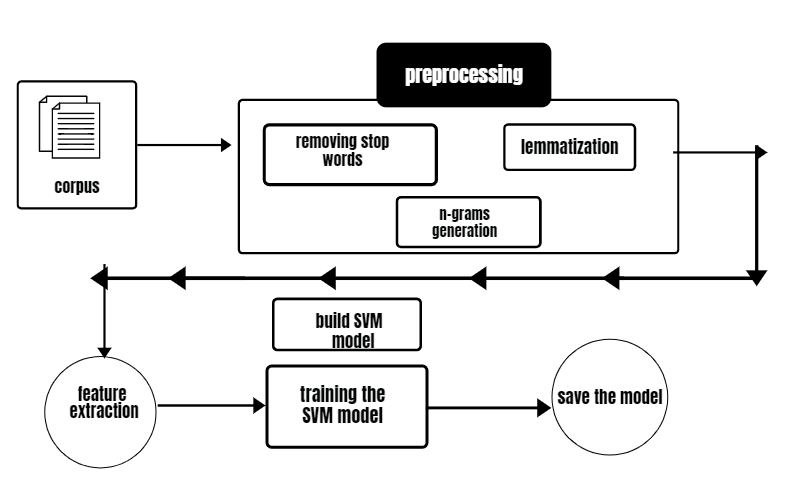 preprocessing
removing stop
words
lemmatization
corpus
n-grams
generation
build SVM
model
feature
extraction
training the
SVM model
save the model